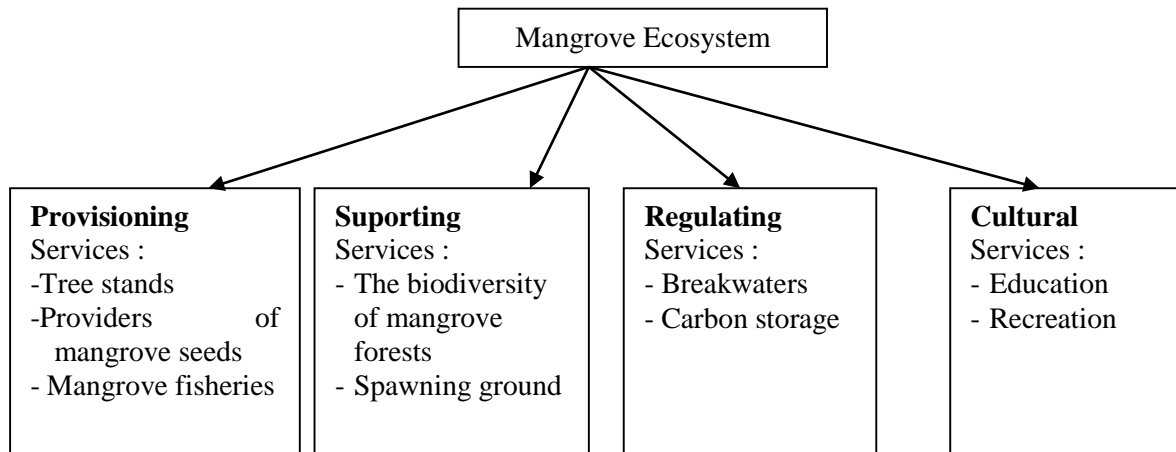 Mangrove Ecosystem
Provisioning
Services :
-Tree stands
-Providers of
mangrove seeds
- Mangrove fisheries
Suporting
Services :
- The biodiversity
of mangrove
forests
- Spawning ground
Regulating
Services :
- Breakwaters
- Carbon storage
Cultural
Services :
- Education
- Recreation